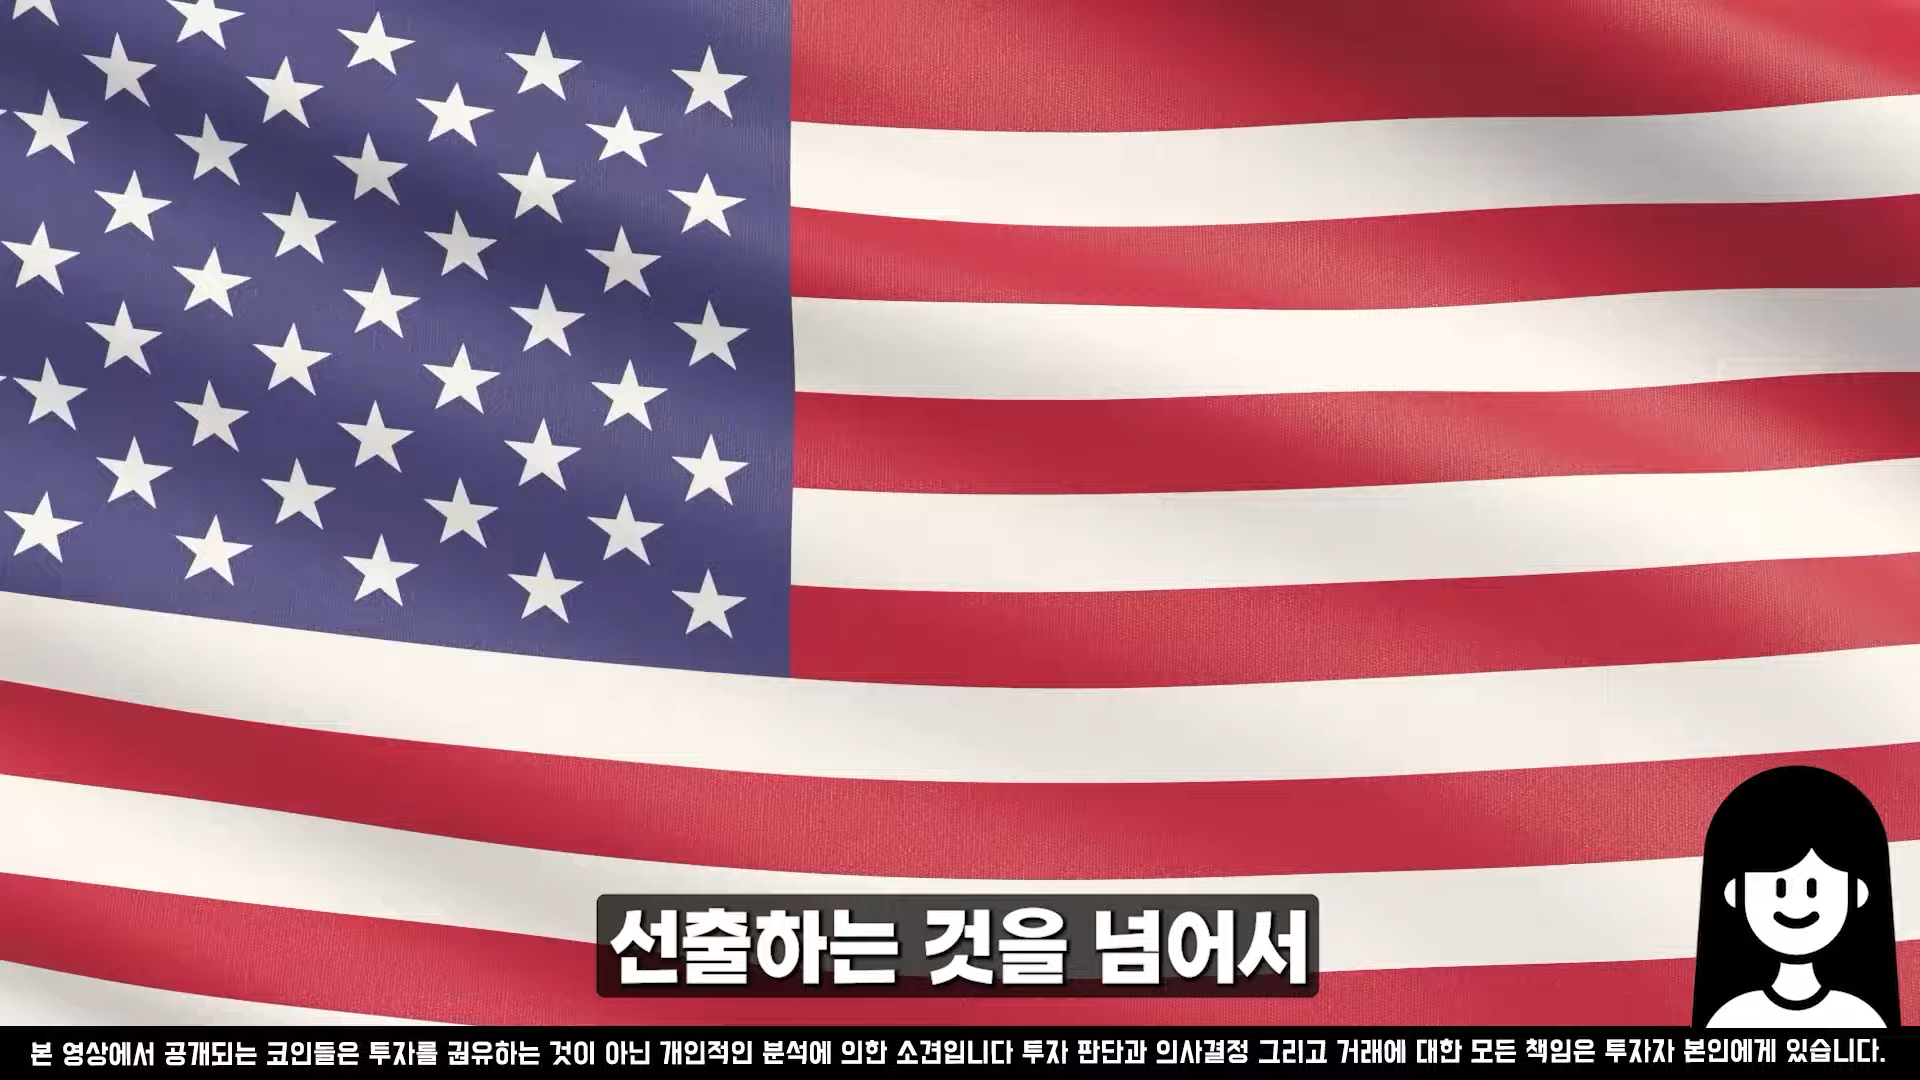 선출하는 것을 넘어서
본 영상에서 공개되는 코인들은 투자를 권유하는 것이 아닌 개인적인 분석에 의한 소견입니다 투자 판단과 의사결정 그리고 거래에 대한 모든 책임은 투자자 본인에게 있습니다.